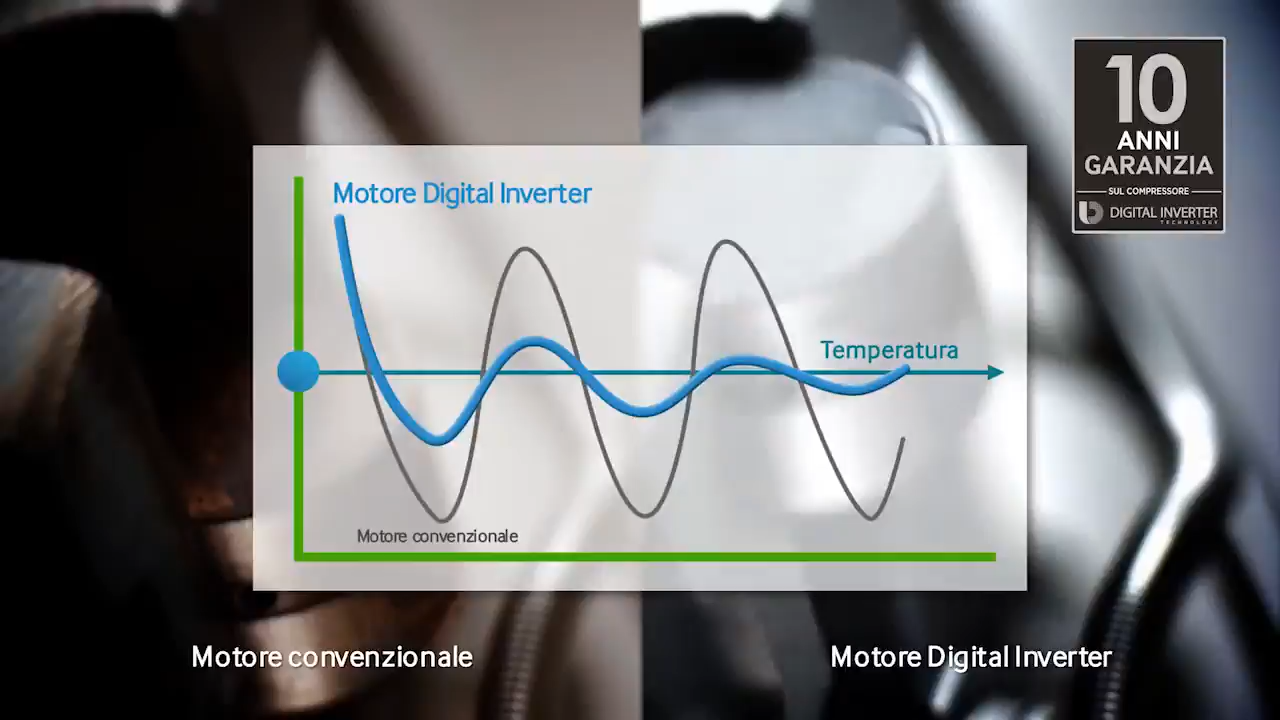 10
ANNI
GARANZIA
SUL COMPRESSORE
DIGITAL INVERTER
TECHNOLOGY
Motore Digital Inverter
Temperatura
Motore convenzionale
Motore convenzionale
Motore Digital Inverter